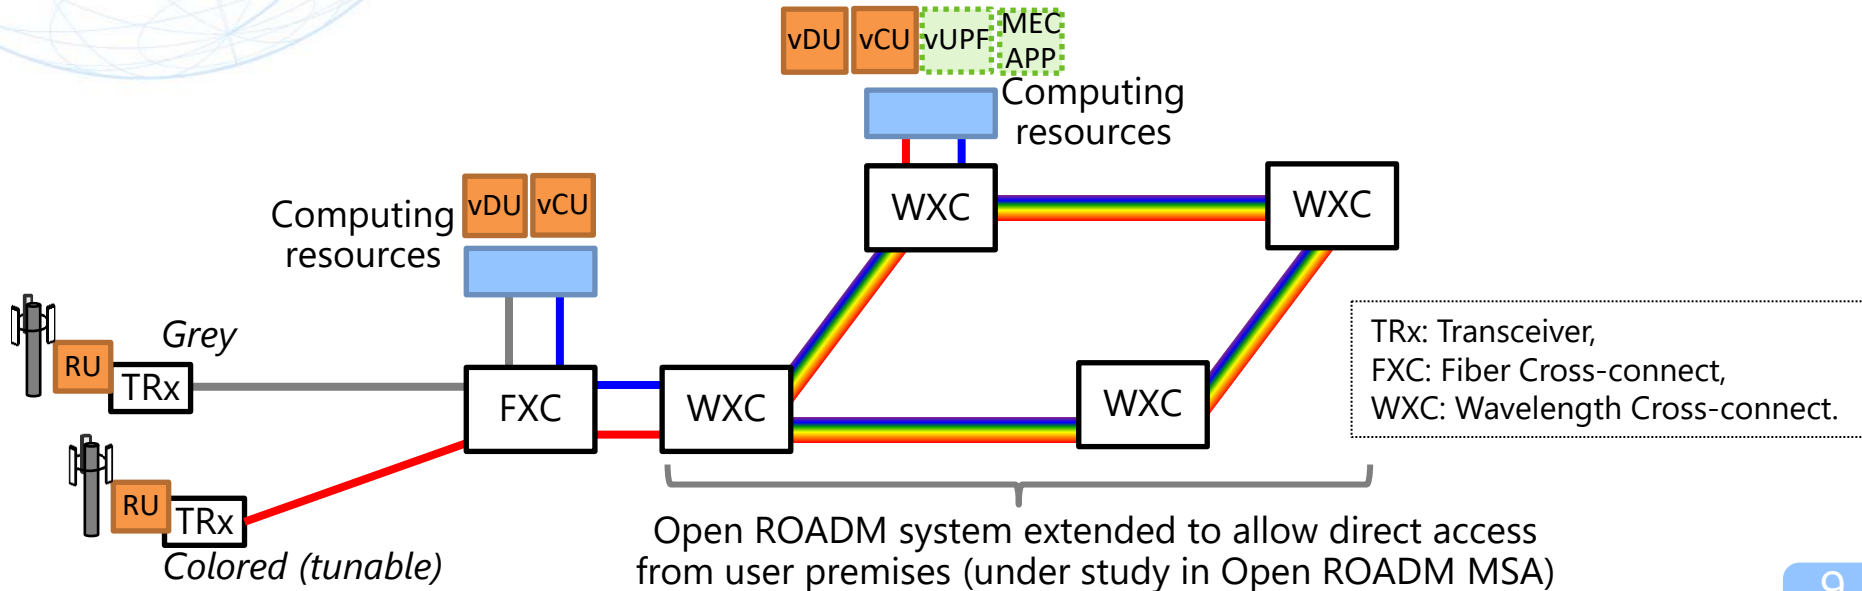 vDU vCU vUPF MEC
APP
Computing
resources
WXC
WXC
vDU vCU
Computing
resources
Grey
RU
TRx
FXC
WXC
WXC
TRx: Transceiver,
FXC: Fiber Cross-connect,
WXC: Wavelength Cross-connect.
RU
TRx
Colored (tunable)
Open ROADM system extended to allow direct access
from user premises (under study in Open ROADM MSA)
9